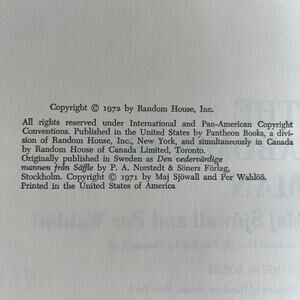 Copyright © 1972 by Random House, Inc.
All rights reserved under International and Pan-American Copyright
Conventions. Published in the United States by Pantheon Books, a divi-
sion of Random House, Inc., New York, and simultaneously in Canada
by Random House of Canada Limited, Toronto.
Originally published in Sweden as Den vedervärdige
mannen från Säffle by P. A. Norstedt & Söners Förlag,
Stockholm. Copyright © 1971 by Maj Sjöwall and Per Wahlöö.
Printed in the United States of America